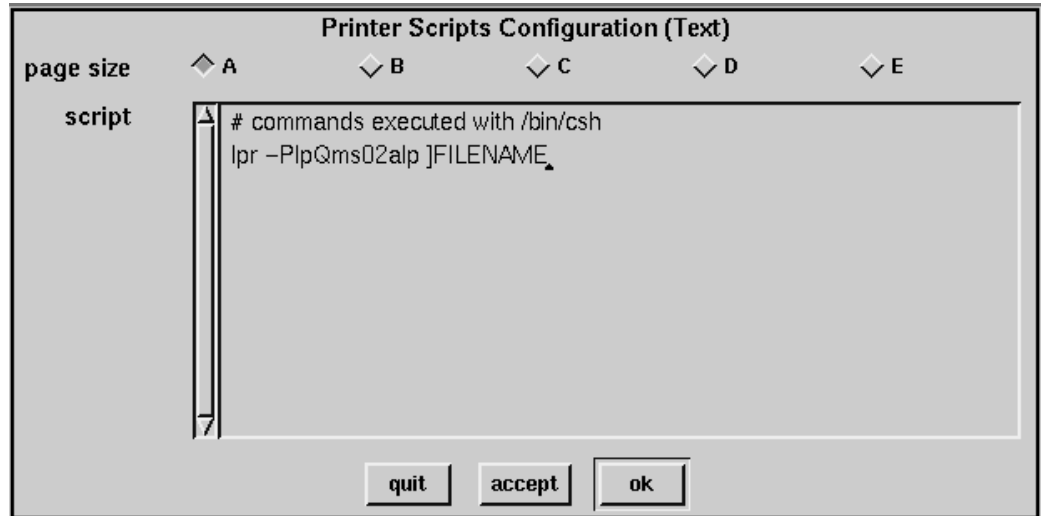 Printer Scripts Configuration (Text)
page size A B C D E
script
# commands executed with /bin/csh
lpr –PlpQms02alp ]FILENAME
quit accept ok